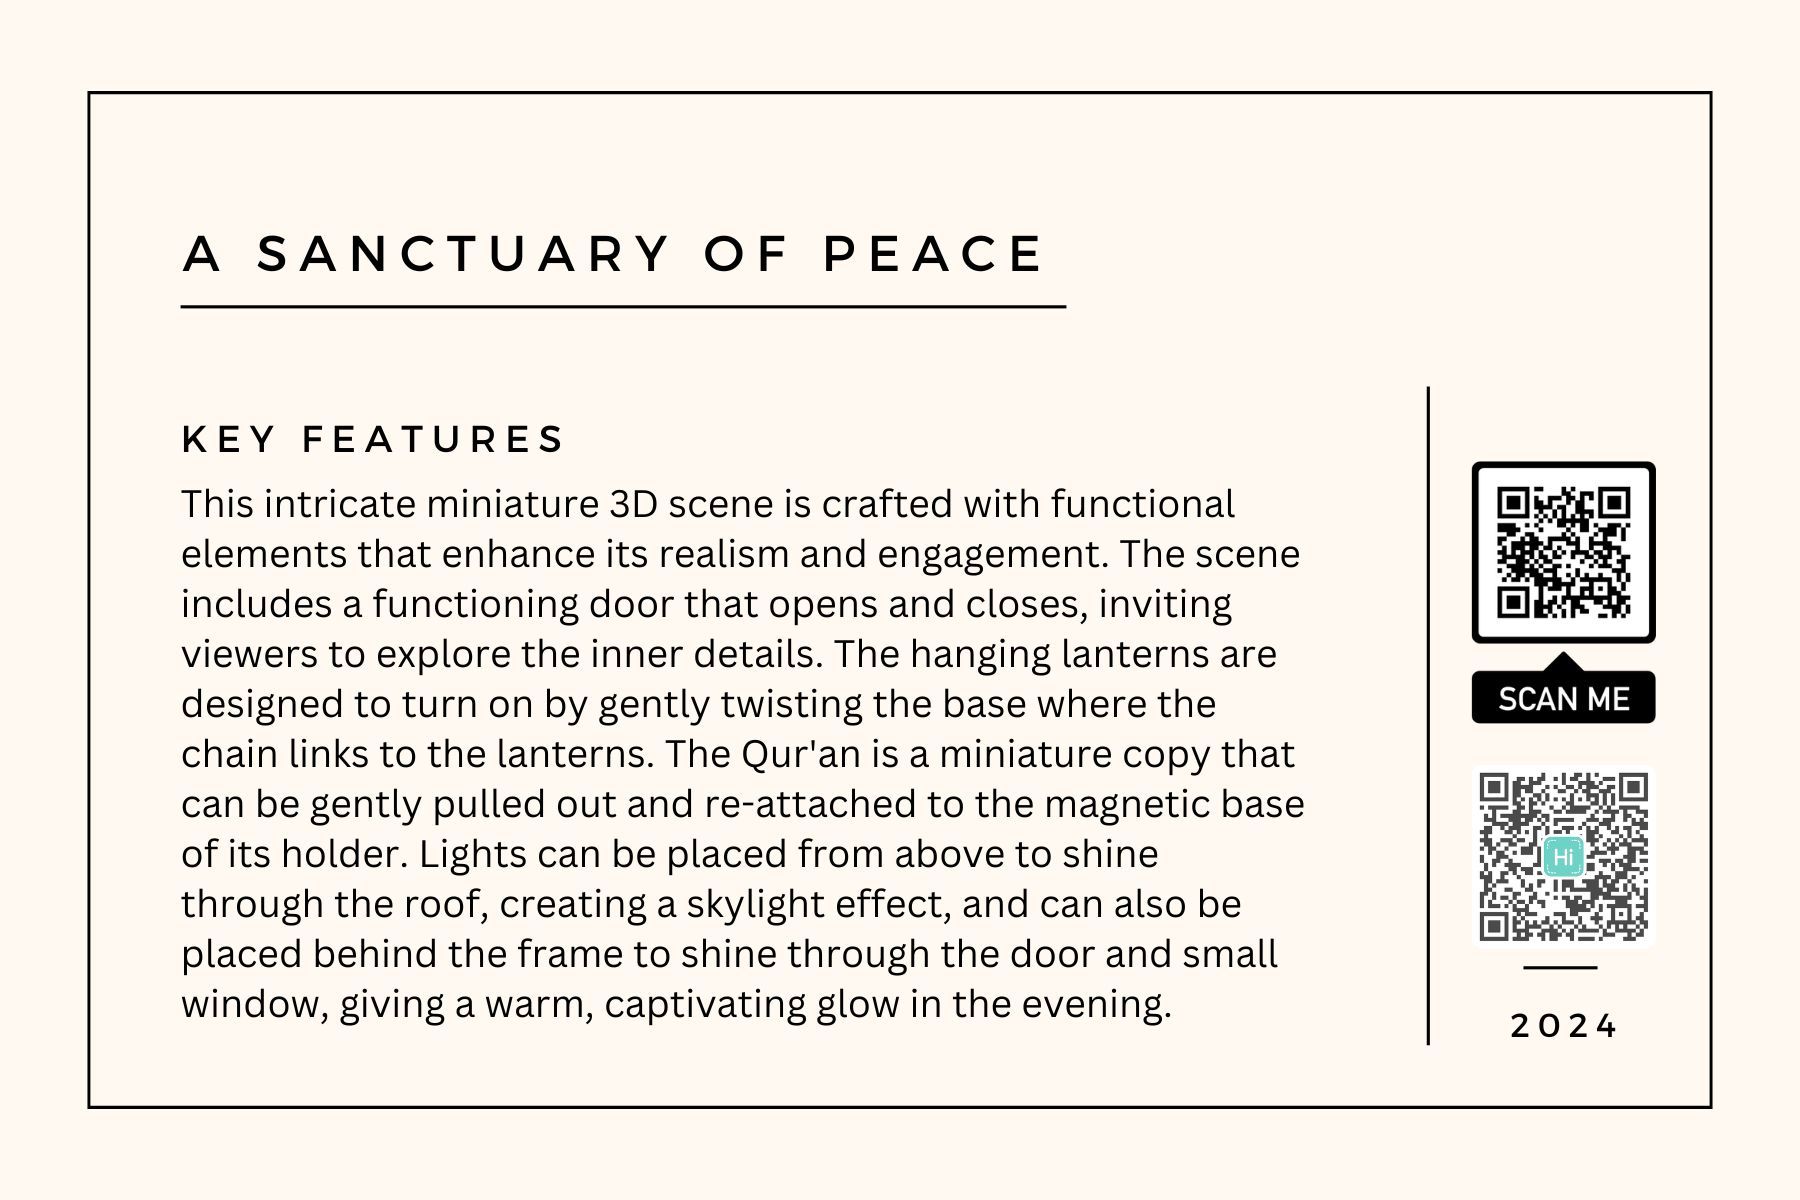 A SANCTUARY OF PEACE
KEY FEATURES
This intricate miniature 3D scene is crafted with functional
elements that enhance its realism and engagement. The scene
includes a functioning door that opens and closes, inviting
viewers to explore the inner details. The hanging lanterns are
designed to turn on by gently twisting the base where the
chain links to the lanterns. The Qur'an is a miniature copy that
can be gently pulled out and re-attached to the magnetic base
of its holder. Lights can be placed from above to shine
through the roof, creating a skylight effect, and can also be
placed behind the frame to shine through the door and small
window, giving a warm, captivating glow in the evening.
SCAN ME
Hi
2024